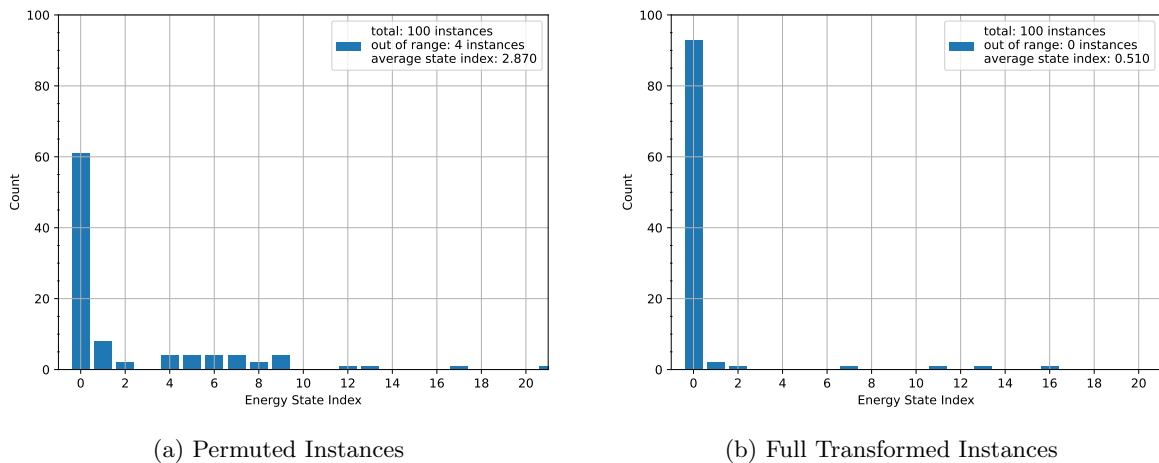 100
80
60
40
20
0
Count
total: 100 instances
out of range: 4 instances
average state index: 2.870
0 2 4 6 8 10 12 14 16 18 20
Energy State Index
(a) Permuted Instances
100
80
60
40
20
0
Count
total: 100 instances
out of range: 0 instances
average state index: 0.510
0 2 4 6 8 10 12 14 16 18 20
Energy State Index
(b) Full Transformed Instances